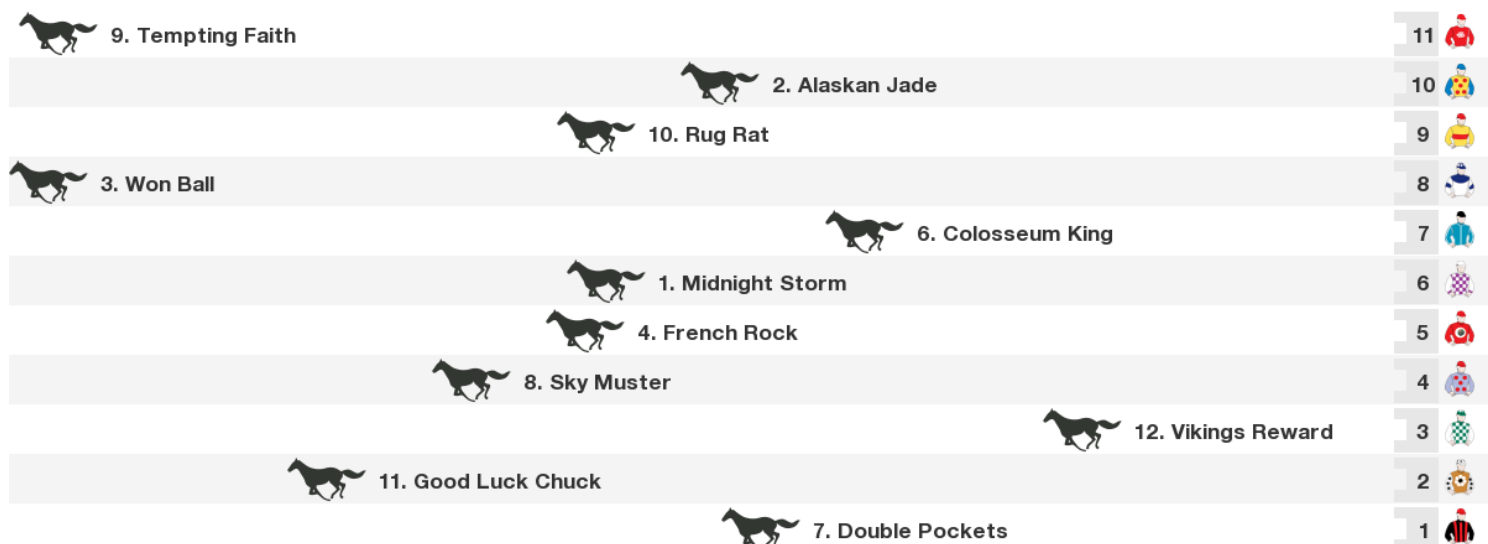 9. Tempting Faith 11
2. Alaskan Jade 10
10. Rug Rat 9
3. Won Ball 8
6. Colosseum King 7
1. Midnight Storm 6
4. French Rock 5
8. Sky Muster 4
12. Vikings Reward 3
11. Good Luck Chuck 2
7. Double Pockets 1